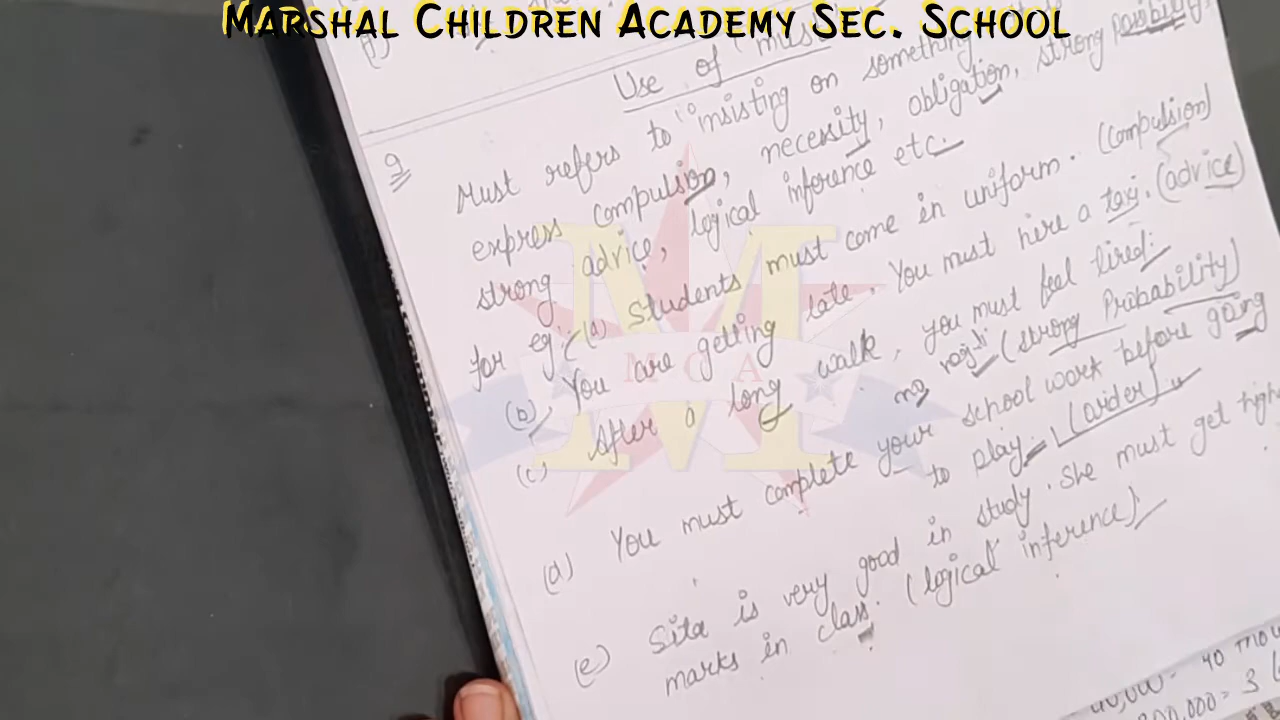 MARSHAL CHILDREN ACADEMY SEC. SCHOOL
Use of (must
9 Must refers to insisting on something
express compulsion, necessity, obligation, strong possibility,
strong advice, logical inference etc.
for eg: (a) Students must come in uniform. (compulsion)
(b) You are getting late. You must hire a taxi. (advice)
(c) After a long walk, you must feel tired.
(strong Probability)
(d) You must complete your school work before going
to play. (order)
(e) Sita is very good in study. She must get high
marks in class. (logical inference)
M C A